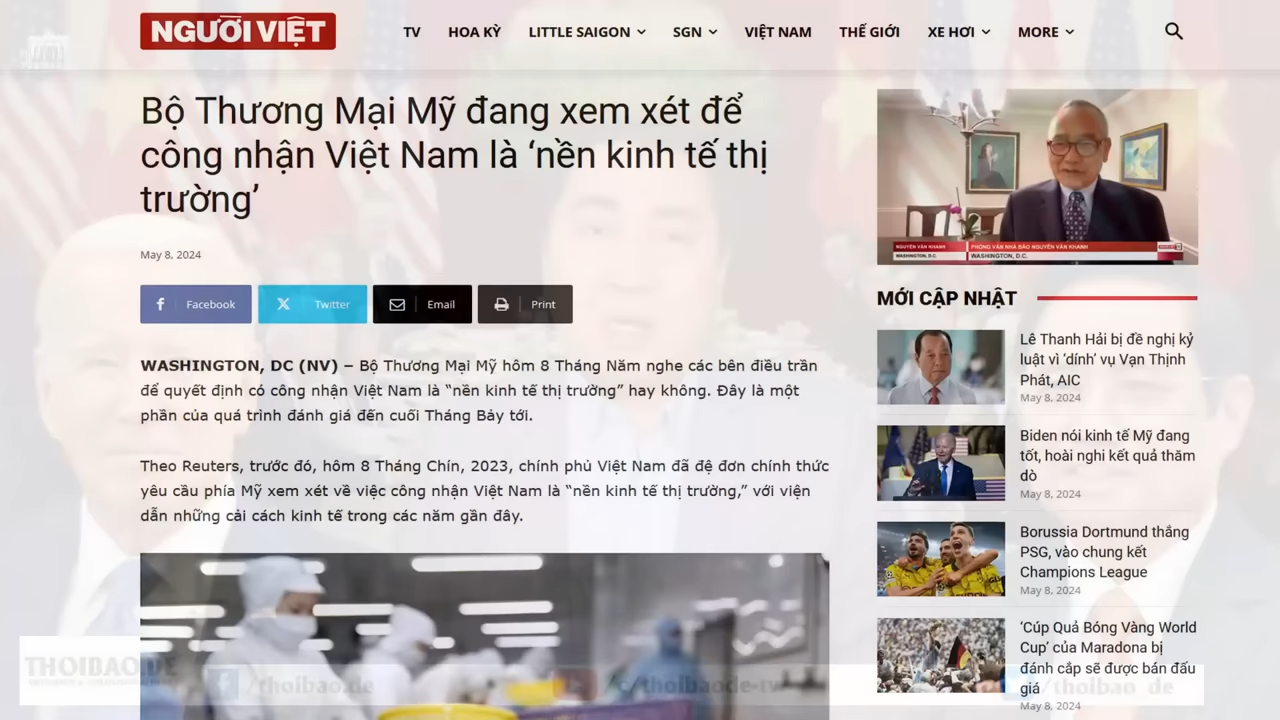 NGƯỜI VIỆT
TV
HOA KỲ
LITTLE SAIGON
SGN
VIỆT NAM
THẾ GIỚI
XE HƠI
MORE
Bộ Thương Mại Mỹ đang xem xét để
công nhận Việt Nam là ‘nền kinh tế thị
trường’
May 8, 2024
Facebook
Twitter
Email
Print
WASHINGTON, DC (NV) – Bộ Thương Mại Mỹ hôm 8 Tháng Năm nghe các bên điều trần
để quyết định có công nhận Việt Nam là “nền kinh tế thị trường” hay không. Đây là một
phần của quá trình đánh giá đến cuối Tháng Bảy tới.
Theo Reuters, trước đó, hôm 8 Tháng Chín, 2023, chính phủ Việt Nam đã đệ đơn chính thức
yêu cầu phía Mỹ xem xét về việc công nhận Việt Nam là “nền kinh tế thị trường,” với viện
dẫn những cải cách kinh tế trong các năm gần đây.
NGUYỄN VĂN KHANH
WASHINGTON, D.C.
PHỎNG VẤN NHÀ BÁO NGUYỄN VĂN KHANH
WASHINGTON, D.C.
MỚI CẬP NHẬT
Lê Thanh Hải bị đề nghị kỷ
luật vì ‘dính’ vụ Vạn Thịnh
Phát, AIC
May 8, 2024
Biden nói kinh tế Mỹ đang
tốt, hoài nghi kết quả thăm
dò
May 8, 2024
Borussia Dortmund thắng
PSG, vào chung kết
Champions League
May 8, 2024
‘Cúp Quả Bóng Vàng World
Cup’ của Maradona bị
đánh cắp sẽ được bán đấu
giá
May 8, 2024
THOIBAO.DE
/thoibao.de
/c/thoibaode-tv
/thoibao_de